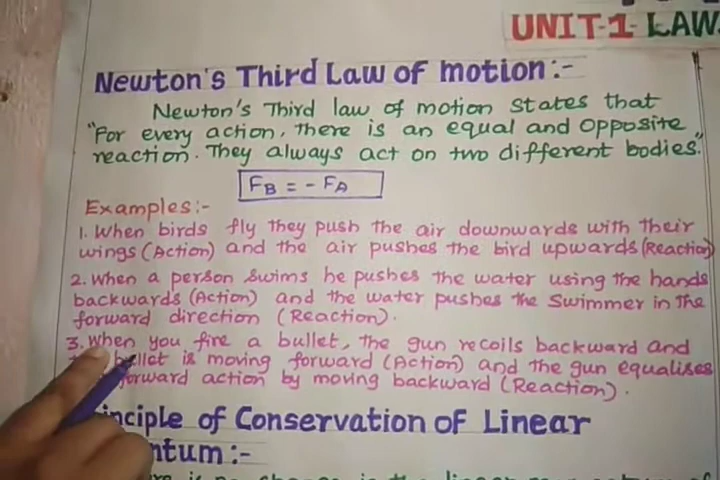 UNIT-1 LAW
Newton's Third Law of motion:-
Newton's Third law of motion states that
"For every action, there is an equal and opposite
reaction. They always act on two different bodies."
FB = - FA
Examples:-
1. When birds fly they push the air downwards with their
wings (Action) and the air pushes the bird upwards (Reaction)
2. When a person swims he pushes the water using the hands
backwards (Action) and the water pushes the swimmer in the
forward direction (Reaction).
3. When you fire a bullet, the gun recoils backward and
bullet is moving forward (Action) and the gun equalises
forward action by moving backward (Reaction).
inciple of Conservation of Linear
ntum:-